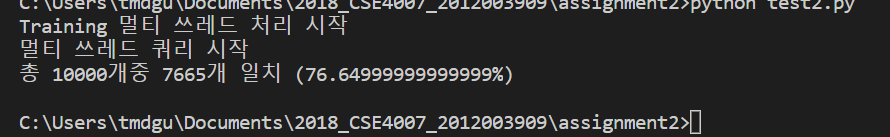 C:\Users\tmdgu\Documents\2018_CSE4007_2012003909\assignment2>python test2.py
Training 멀티 쓰레드 처리 시작
멀티 쓰레드 쿼리 시작
총 10000개중 7665개 일치 (76.64999999999999%)
C:\Users\tmdgu\Documents\2018_CSE4007_2012003909\assignment2>